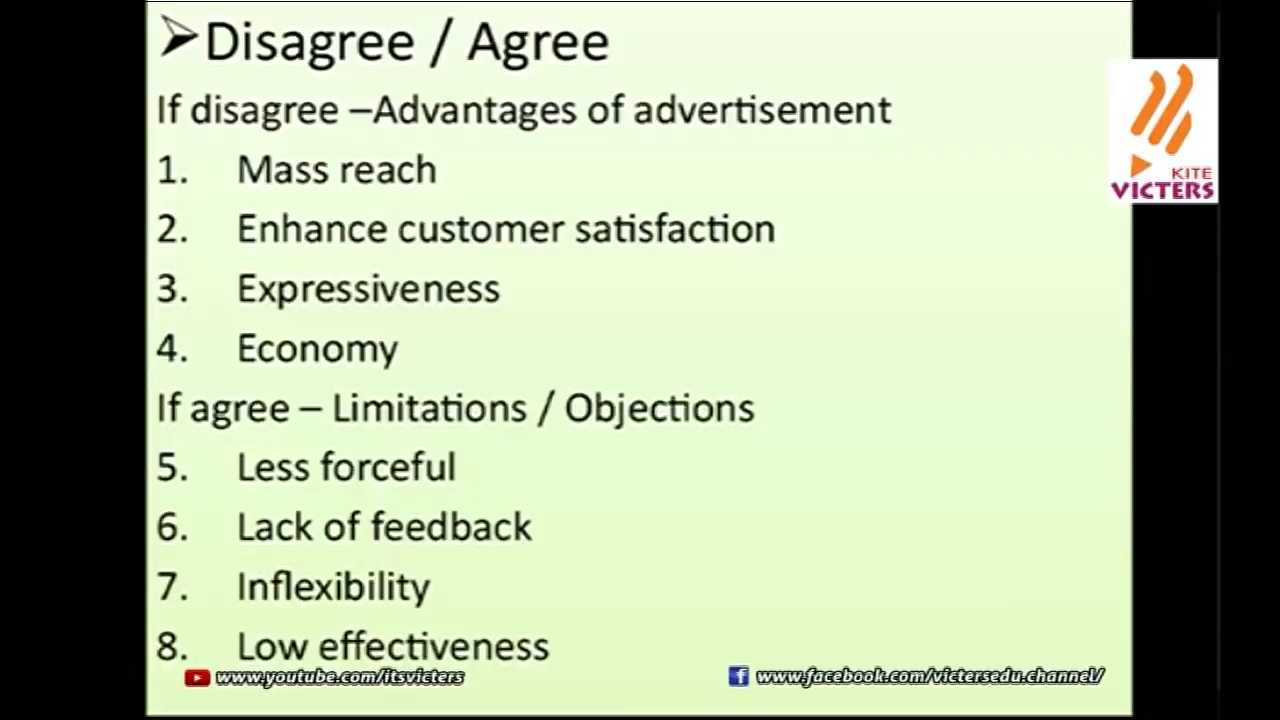 ➢Disagree / Agree
If disagree –Advantages of advertisement
1. Mass reach
2. Enhance customer satisfaction
3. Expressiveness
4. Economy
If agree – Limitations / Objections
5. Less forceful
6. Lack of feedback
7. Inflexibility
8. Low effectiveness
KITE
VICTERS
www.youtube.com/itsvicters
www.facebook.com/victersedu.channel/